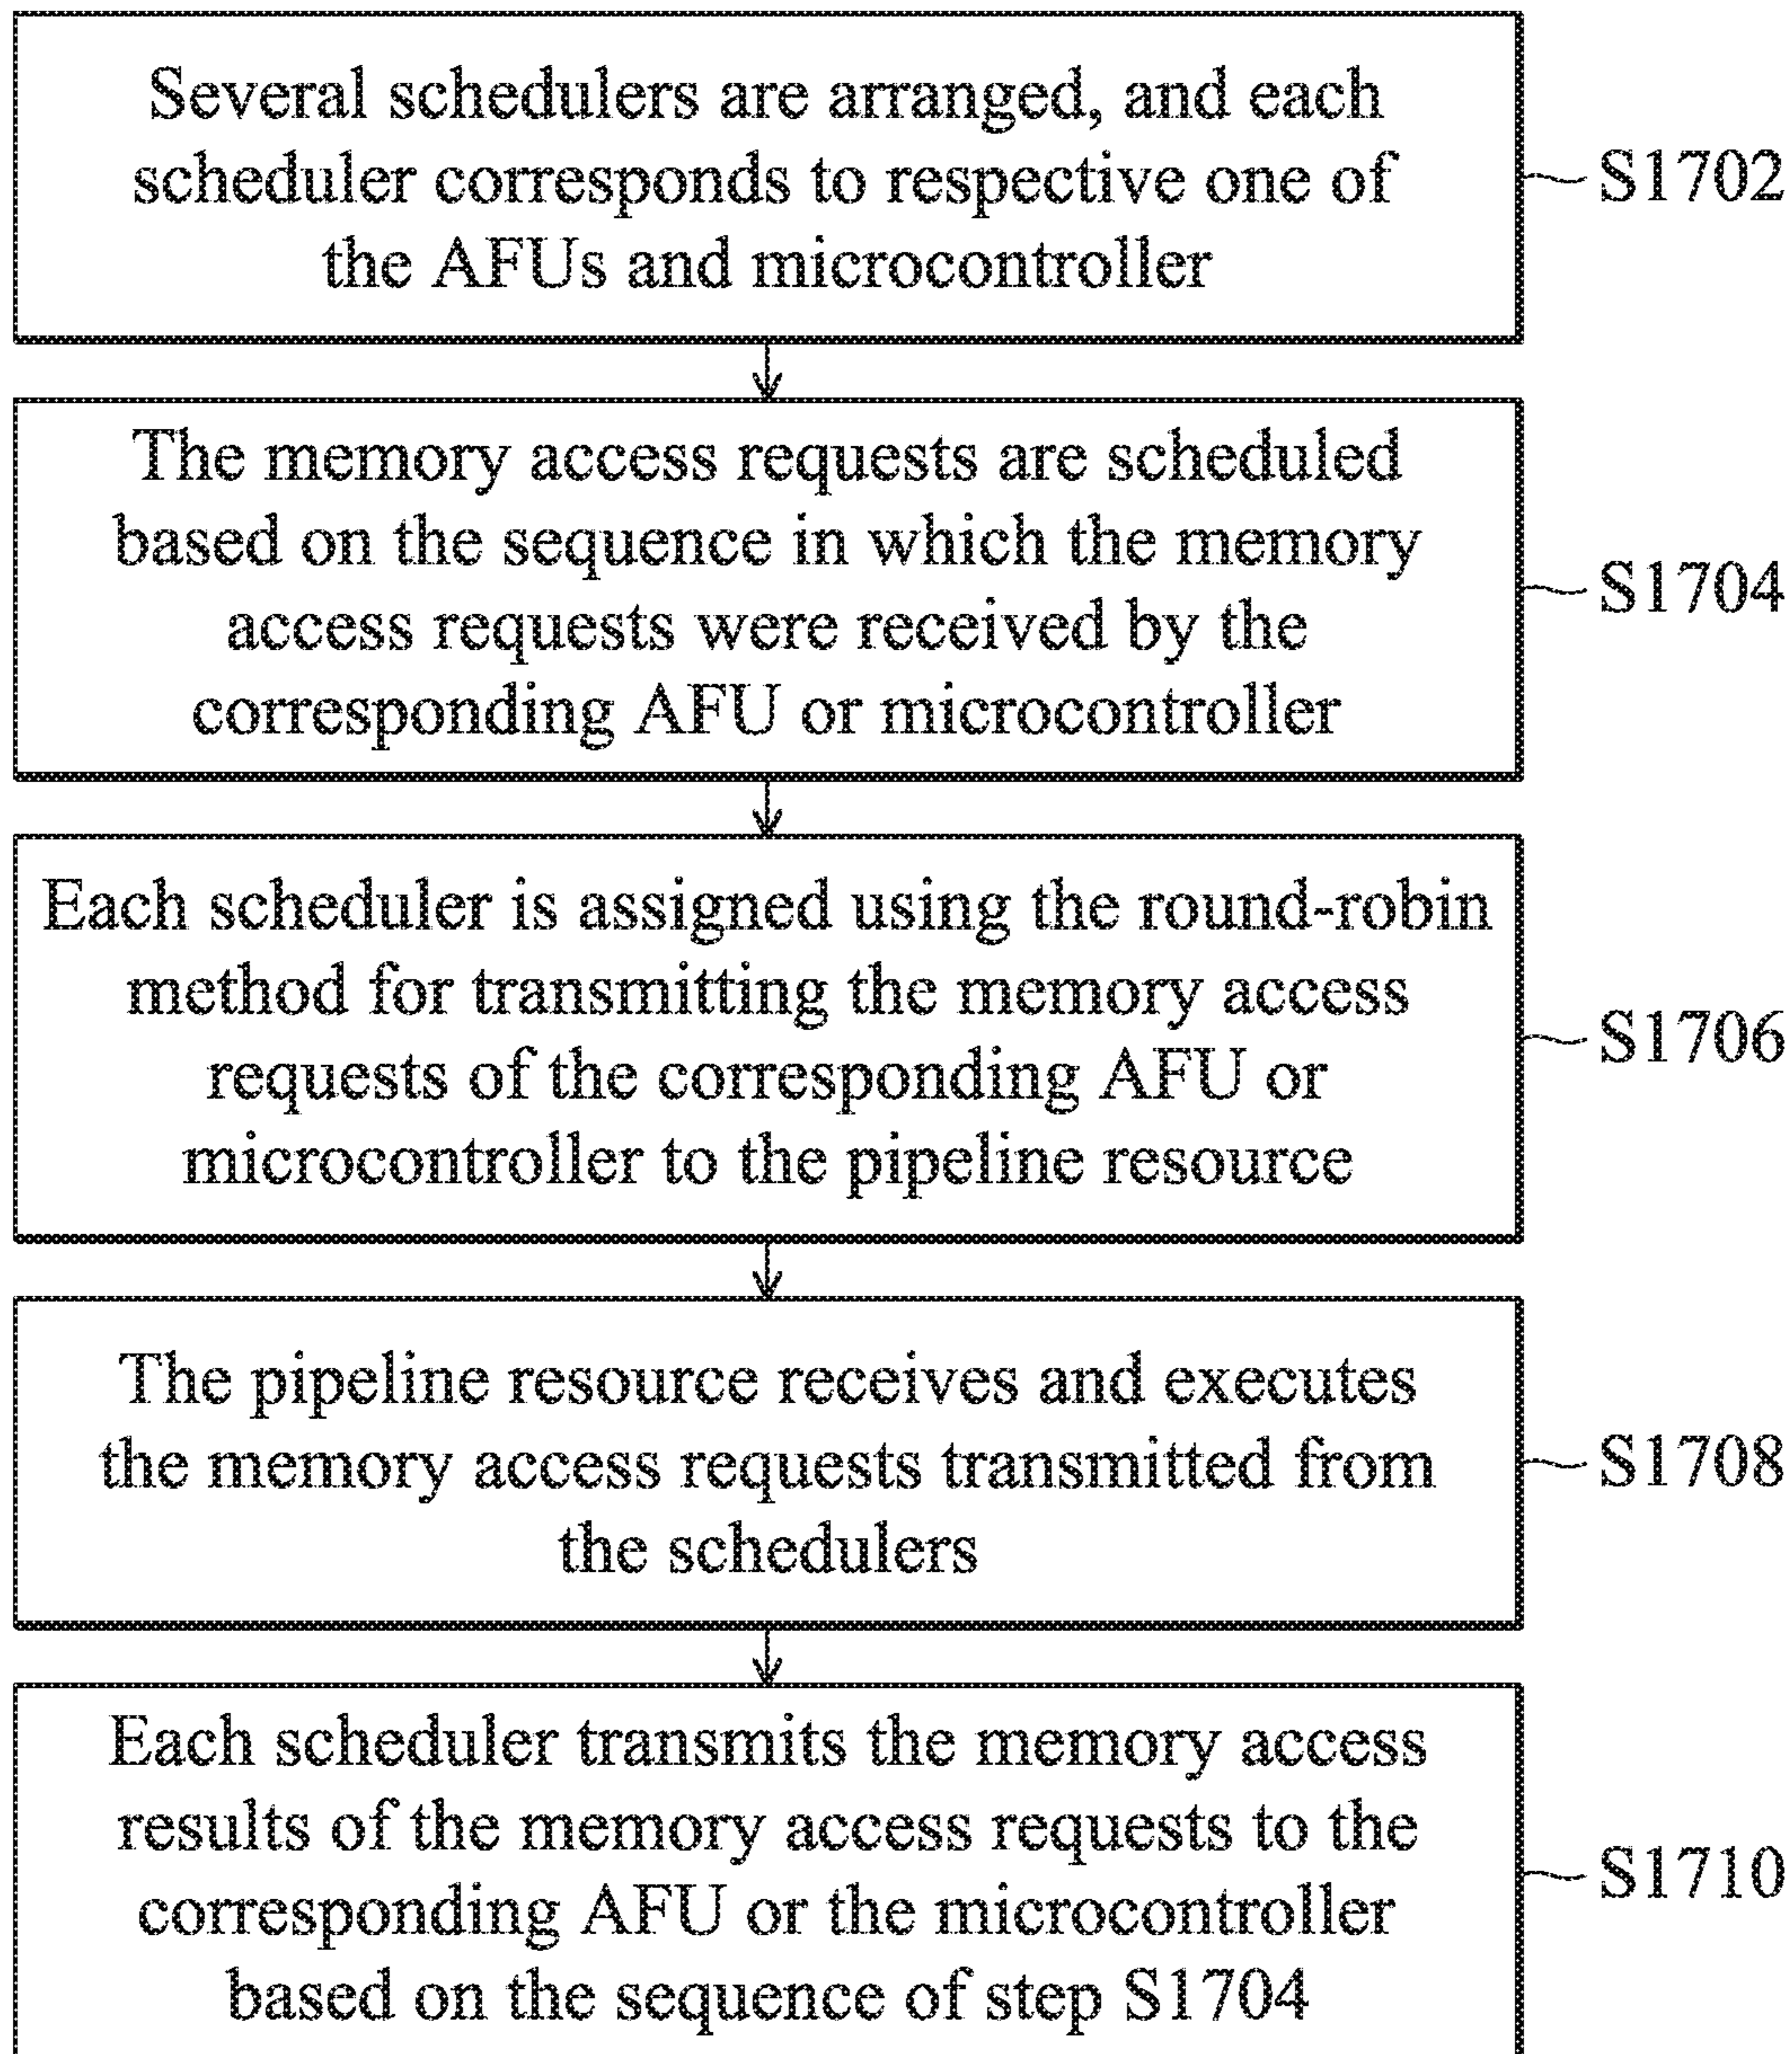 Several schedulers are arranged, and each
scheduler corresponds to respective one of
the AFUs and microcontroller
S1702
The memory access requests are scheduled
based on the sequence in which the memory
access requests were received by the
corresponding AFU or microcontroller
S1704
Each scheduler is assigned using the round-robin
method for transmitting the memory access
requests of the corresponding AFU or
microcontroller to the pipeline resource
S1706
The pipeline resource receives and executes
the memory access requests transmitted from
the schedulers
S1708
Each scheduler transmits the memory access
results of the memory access requests to the
corresponding AFU or the microcontroller
based on the sequence of step S1704
S1710